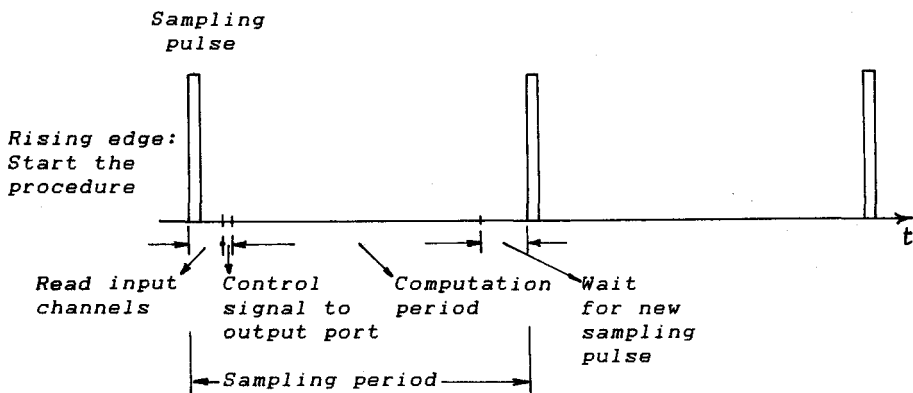 Sampling
pulse
Rising edge:
Start the
procedure
t
Read input
channels
Control
signal to
output port
Computation
period
Wait
for new
sampling
pulse
Sampling period